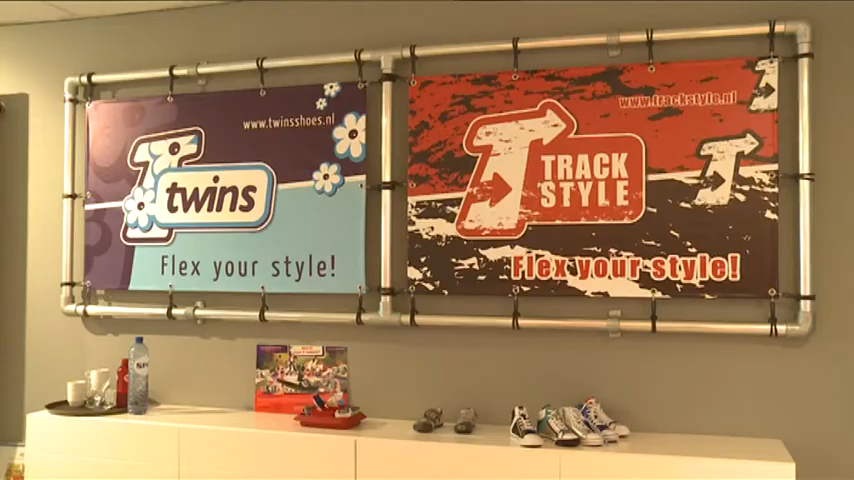 www.twinsshoes.nl
T
twins
Flex your style!
www.trackstyle.nl
T
TRACK
STYLE
T
Flex your style!